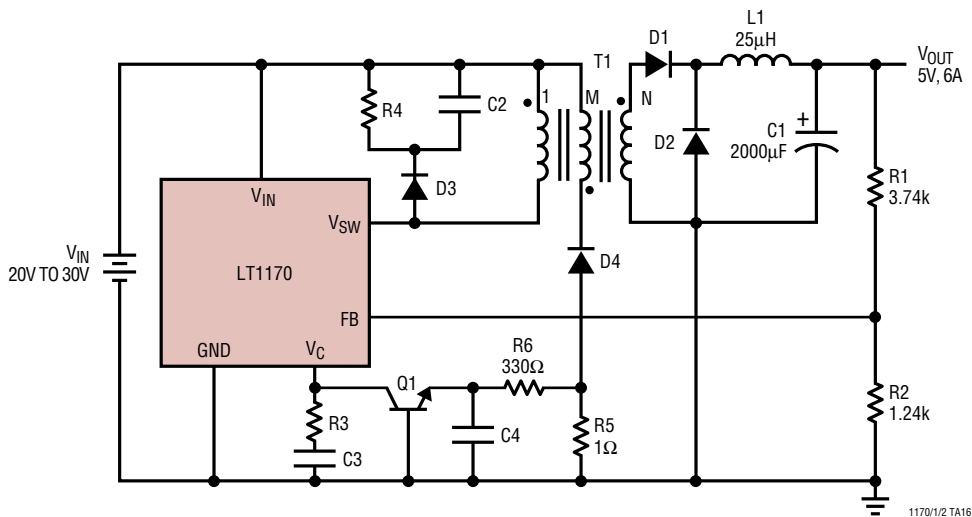 L1
25μH
D1
V_OUT
5V, 6A
T1
1
M
N
R4
C2
D2
C1
+
2000μF
R1
3.74k
D3
V_IN
V_SW
V_IN
20V TO 30V
LT1170
D4
FB
GND
V_C
R6
330Ω
Q1
R2
1.24k
R3
C4
R5
1Ω
C3
1170/1/2 TA16